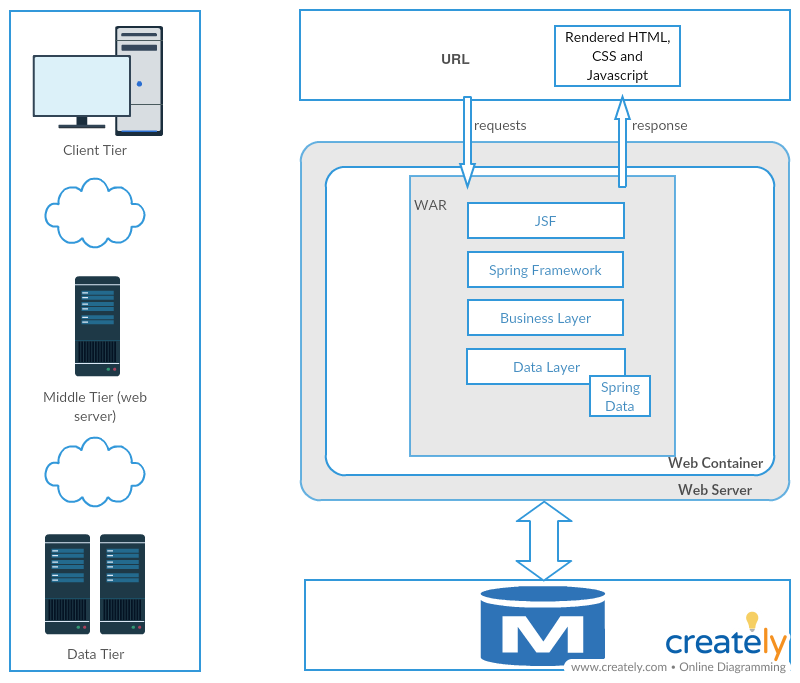 Client Tier
Middle Tier (web
server)
Data Tier
URL
Rendered HTML,
CSS and
Javascript
requests
response
WAR
JSF
Spring Framework
Business Layer
Data Layer
Spring
Data
Web Container
Web Server
M
creately
www.creately.com • Online Diagramming